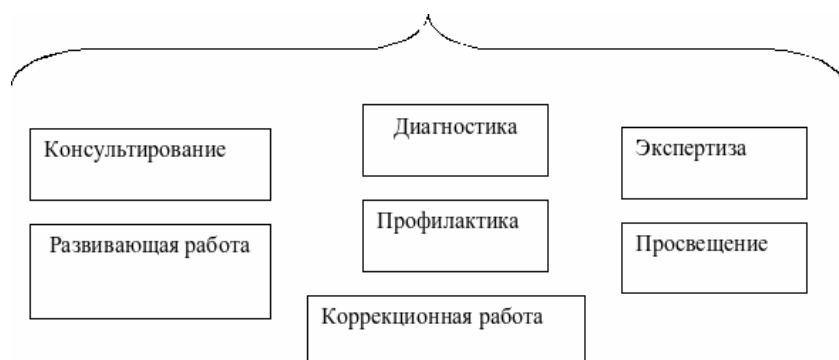 Консультирование
Диагностика
Экспертиза
Развивающая работа
Профилактика
Просвещение
Коррекционная работа